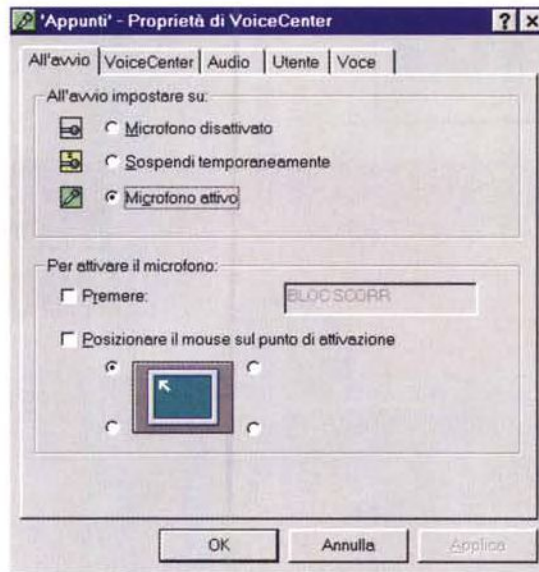 'Appunti' - Proprietà di VoiceCenter
All'avvio VoiceCenter Audio Utente Voce
All'avvio impostare su:
Microfono disattivato
Sospendi temporaneamente
Microfono attivo
Per attivare il microfono:
Premere: BLOC SCORR
Posizionare il mouse sul punto di attivazione
OK Annulla Applica